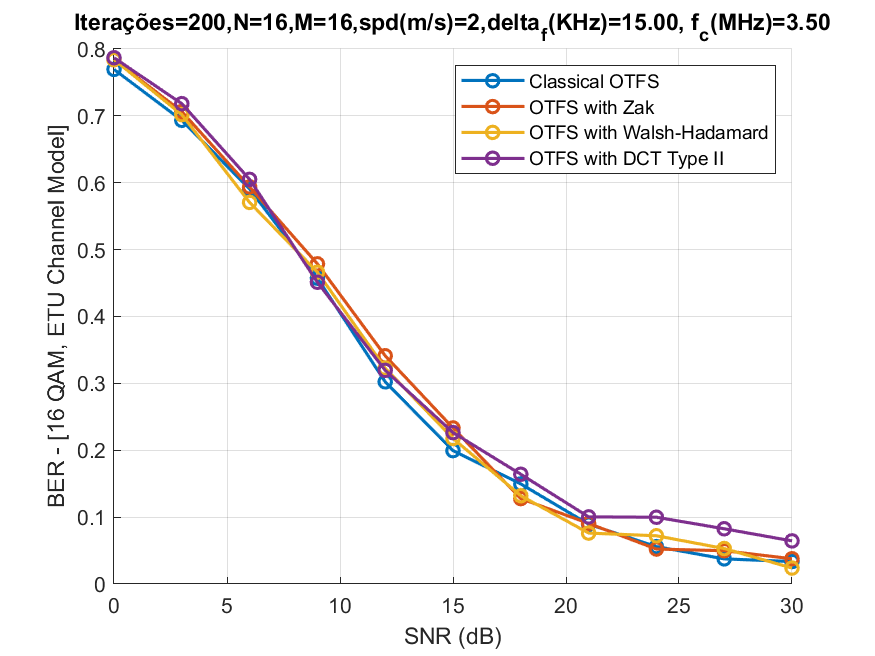 Iterações=200,N=16,M=16,spd(m/s)=2,delta_f(KHz)=15.00, f_c(MHz)=3.50
BER - [16 QAM, ETU Channel Model]
0.8
0.7
0.6
0.5
0.4
0.3
0.2
0.1
0
Classical OTFS
OTFS with Zak
OTFS with Walsh-Hadamard
OTFS with DCT Type II
0 5 10 15 20 25 30
SNR (dB)